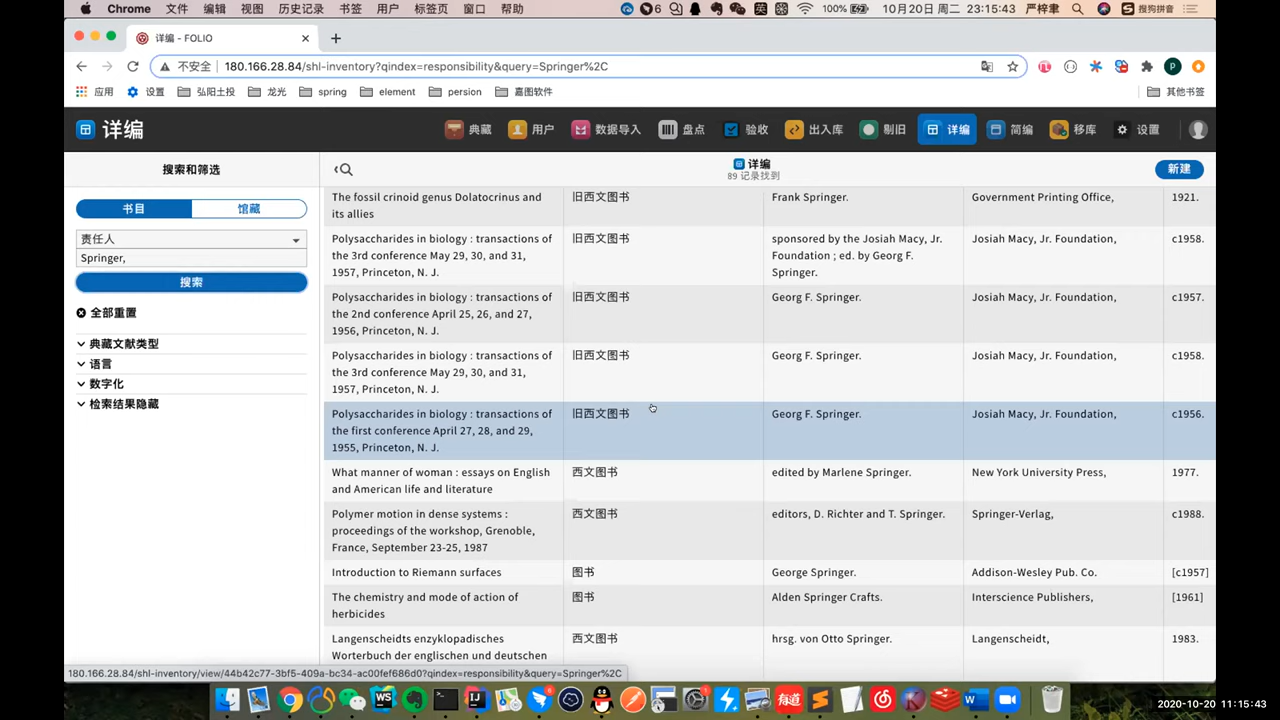 Chrome 文件 编辑 视图 历史记录 书签 用户 标签页 窗口 帮助 6 英 100% 10月20日 周二 23:15:43 严梓聿 搜狗拼音
详编 - FOLIO
不安全 180.166.28.84/shl-inventory?qindex=responsibility&query=Springer%2C
应用 设置 弘阳土投 龙光 spring element persion 嘉图软件 其他书签
详编 典藏 用户 数据导入 盘点 验收 出入库 剔旧 详编 简编 移库 设置
搜索和筛选
书目 馆藏
责任人
Springer,
搜索
全部重置
典藏文献类型
语言
数字化
检索结果隐藏
详编
89 记录找到
新建
The fossil crinoid genus Dolatocrinus and 旧西文图书 Frank Springer. Government Printing Office, 1921.
its allies
Polysaccharides in biology : transactions of 旧西文图书 sponsored by the Josiah Macy, Jr. Josiah Macy, Jr. Foundation, c1958.
the 3rd conference May 29, 30, and 31, Foundation ; ed. by Georg F.
1957, Princeton, N. J. Springer.
Polysaccharides in biology : transactions of 旧西文图书 Georg F. Springer. Josiah Macy, Jr. Foundation, c1957.
the 2nd conference April 25, 26, and 27,
1956, Princeton, N. J.
Polysaccharides in biology : transactions of 旧西文图书 Georg F. Springer. Josiah Macy, Jr. Foundation, c1958.
the 3rd conference May 29, 30, and 31,
1957, Princeton, N. J.
Polysaccharides in biology : transactions of 旧西文图书 Georg F. Springer. Josiah Macy, Jr. Foundation, c1956.
the first conference April 27, 28, and 29,
1955, Princeton, N. J.
What manner of woman : essays on English 西文图书 edited by Marlene Springer. New York University Press, 1977.
and American life and literature
Polymer motion in dense systems : 西文图书 editors, D. Richter and T. Springer. Springer-Verlag, c1988.
proceedings of the workshop, Grenoble,
France, September 23-25, 1987
Introduction to Riemann surfaces 图书 George Springer. Addison-Wesley Pub. Co. [c1957]
The chemistry and mode of action of 图书 Alden Springer Crafts. Interscience Publishers, [1961]
herbicides
Langenscheidts enzyklopadisches 西文图书 hrsg. von Otto Springer. Langenscheidt, 1983.
Worterbuch der englischen und deutschen
180.166.28.84/shl-inventory/view/44b42c77-3bf5-409a-bc34-ac00fef686d0?qindex=responsibility&query=Springer%2C
WS 有道 W
2020-10-20 11:15:43